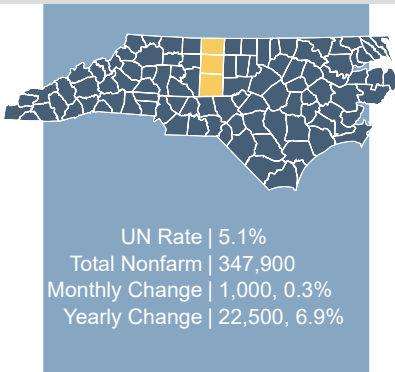 UN Rate | 5.1%
Total Nonfarm | 347,900
Monthly Change | 1,000, 0.3%
Yearly Change | 22,500, 6.9%